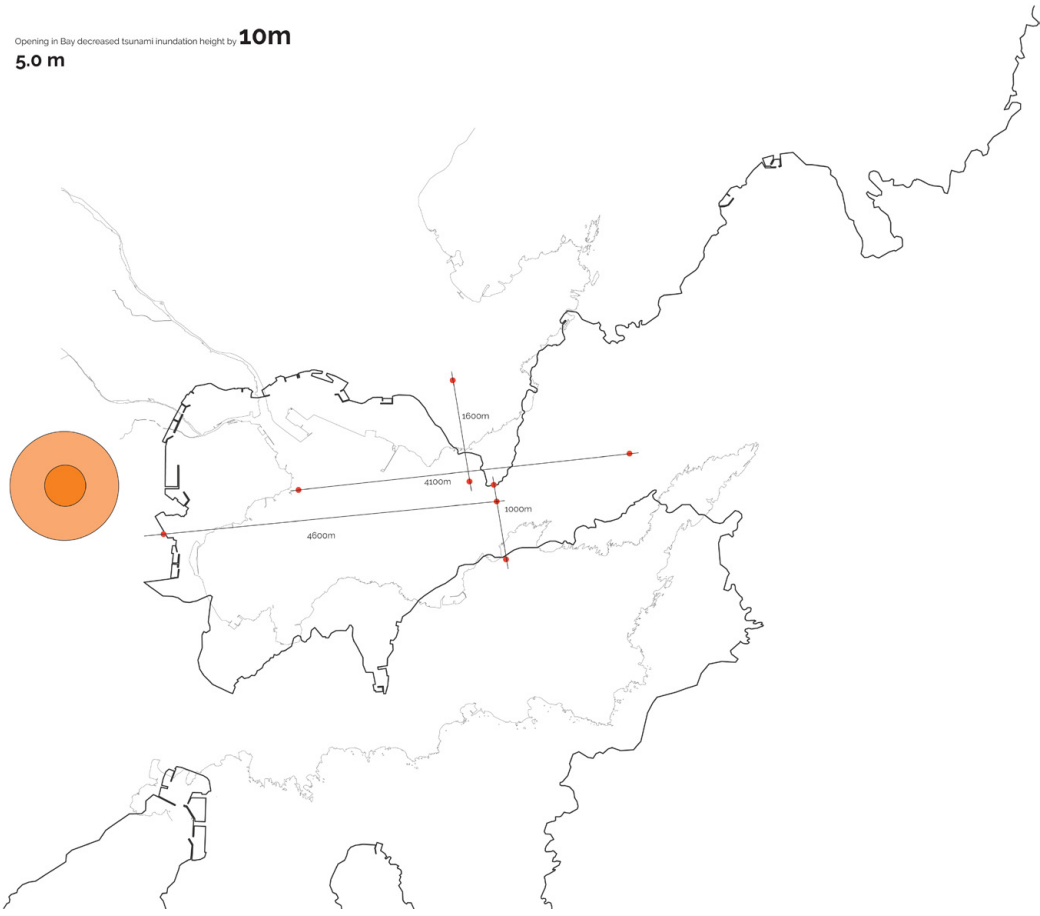 Opening in Bay decreased tsunami inundation height by 10m
5.0 m
1600m
4100m
1000m
4600m